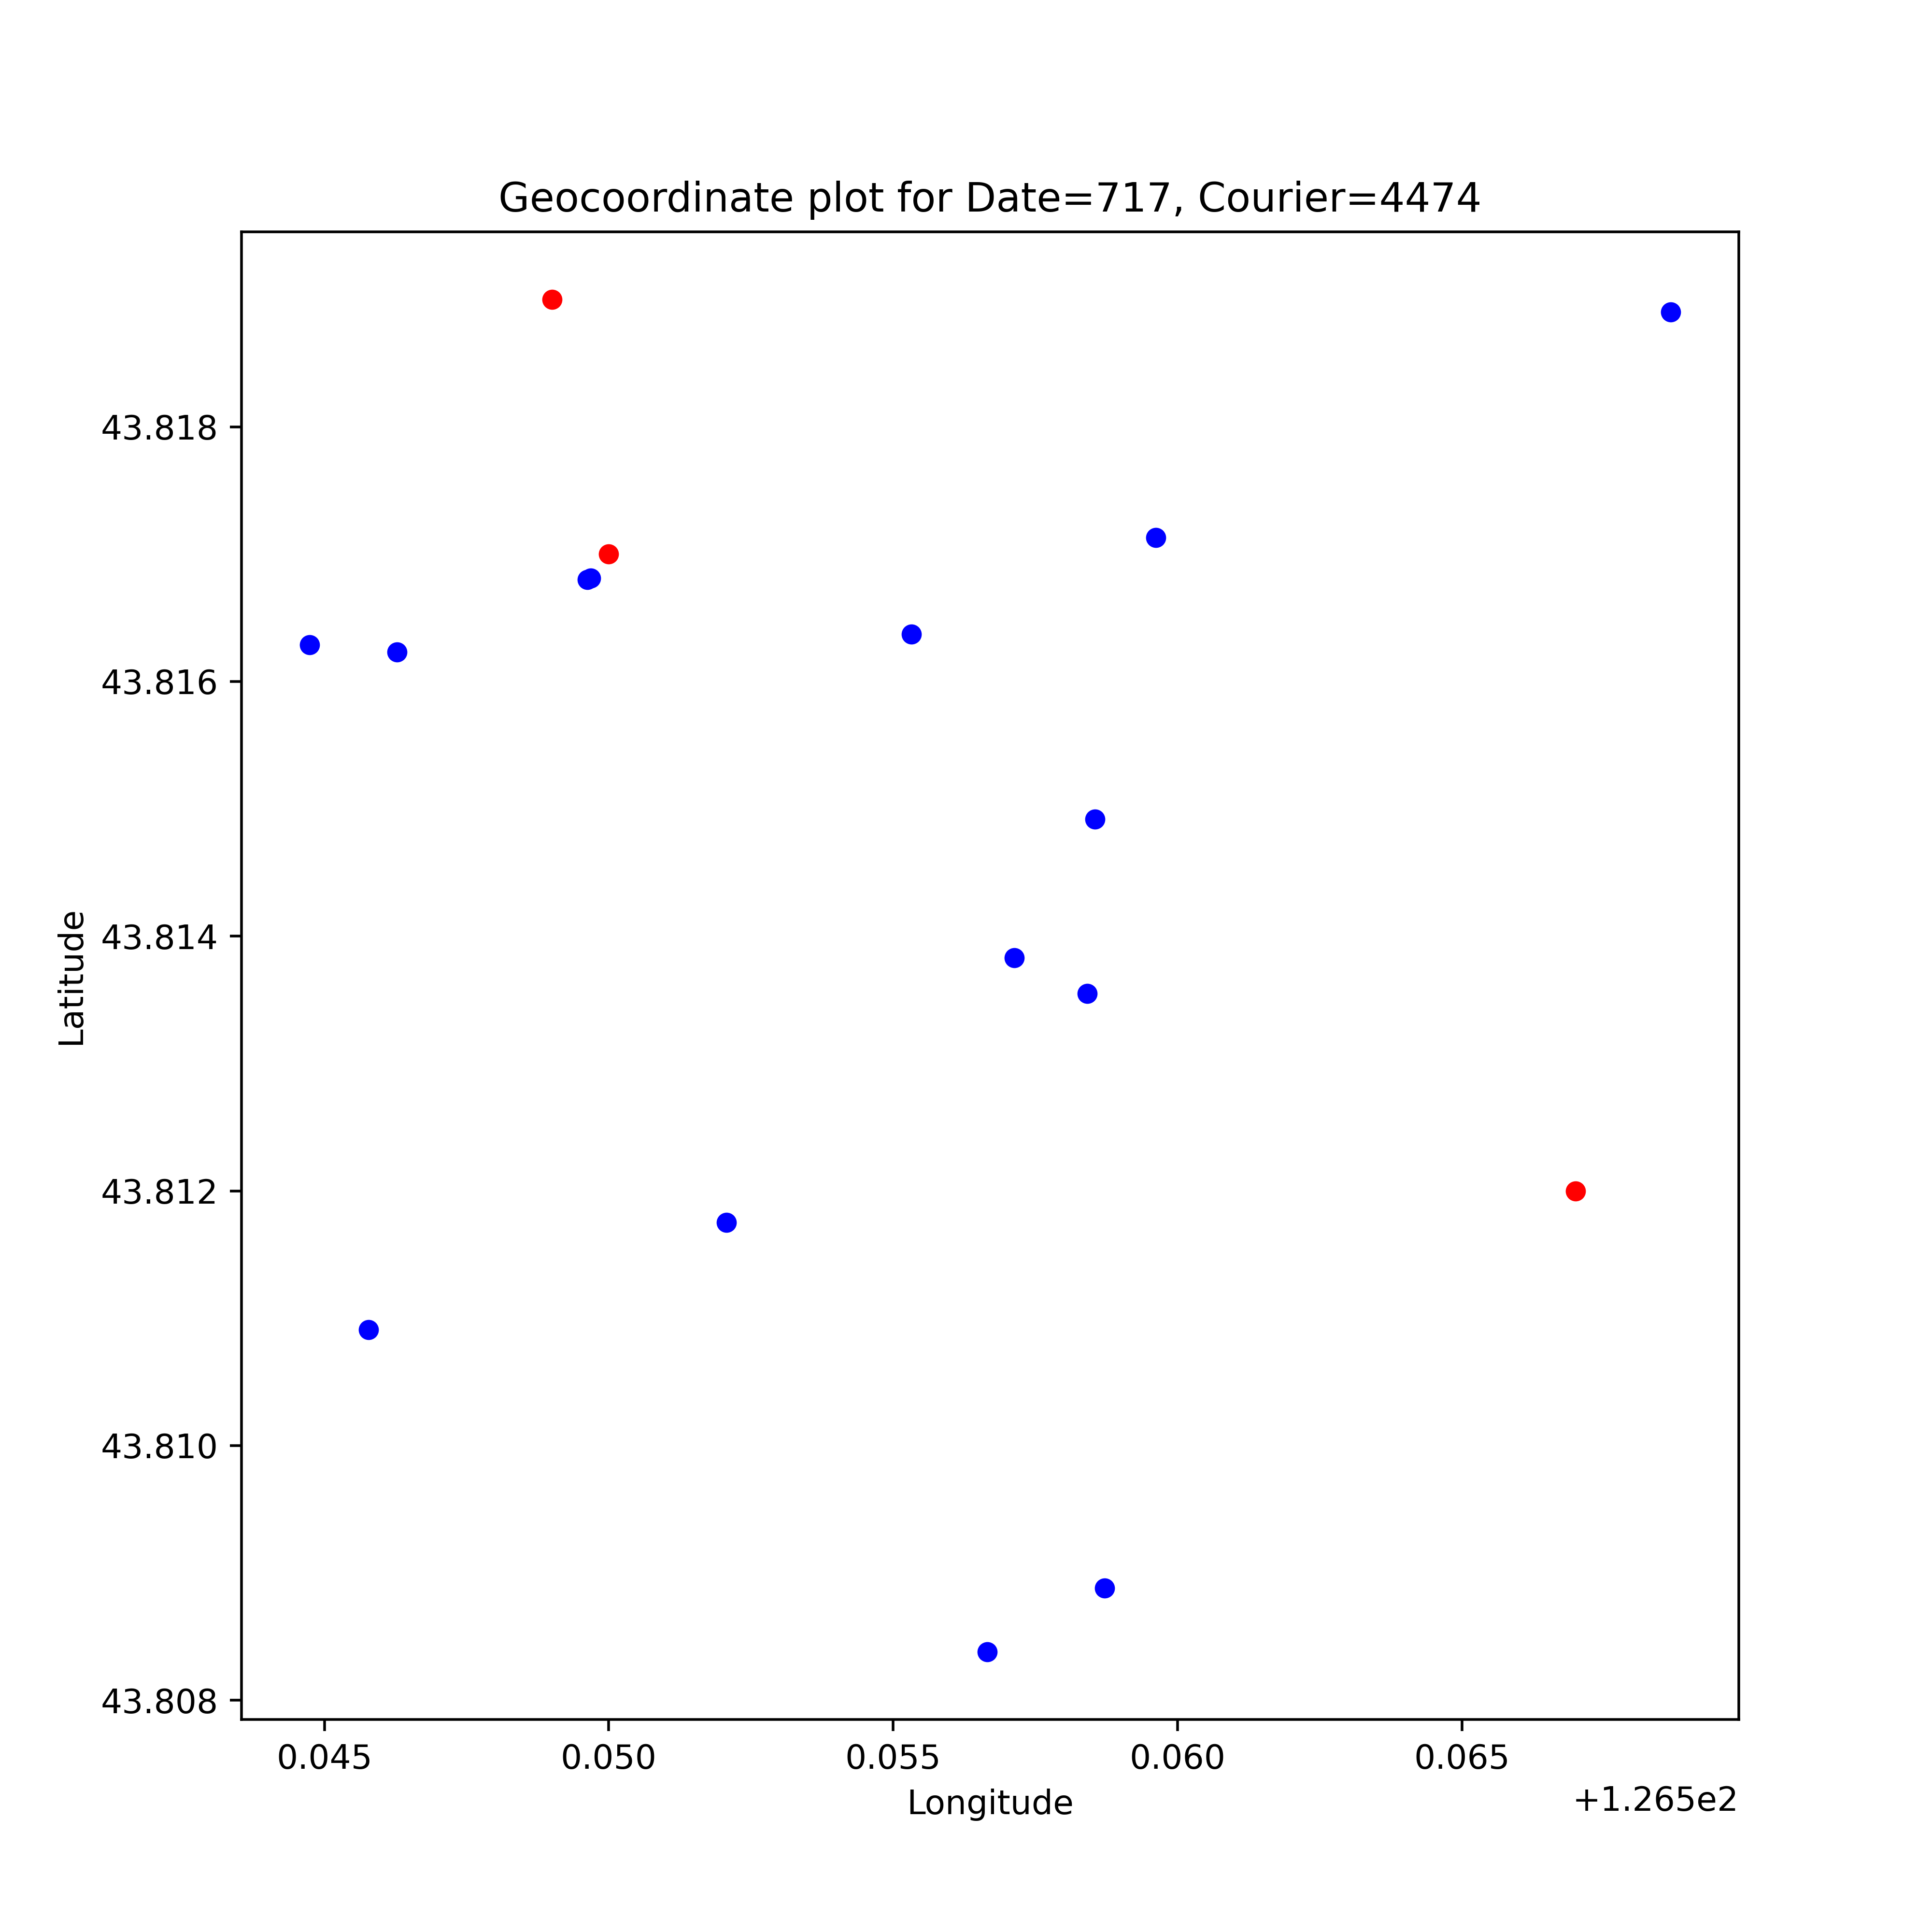 Geocoordinate plot for Date=717, Courier=4474
43.818
43.816
43.814
43.812
43.810
43.808
Latitude
0.045 0.050 0.055 0.060 0.065
Longitude
+1.265e2